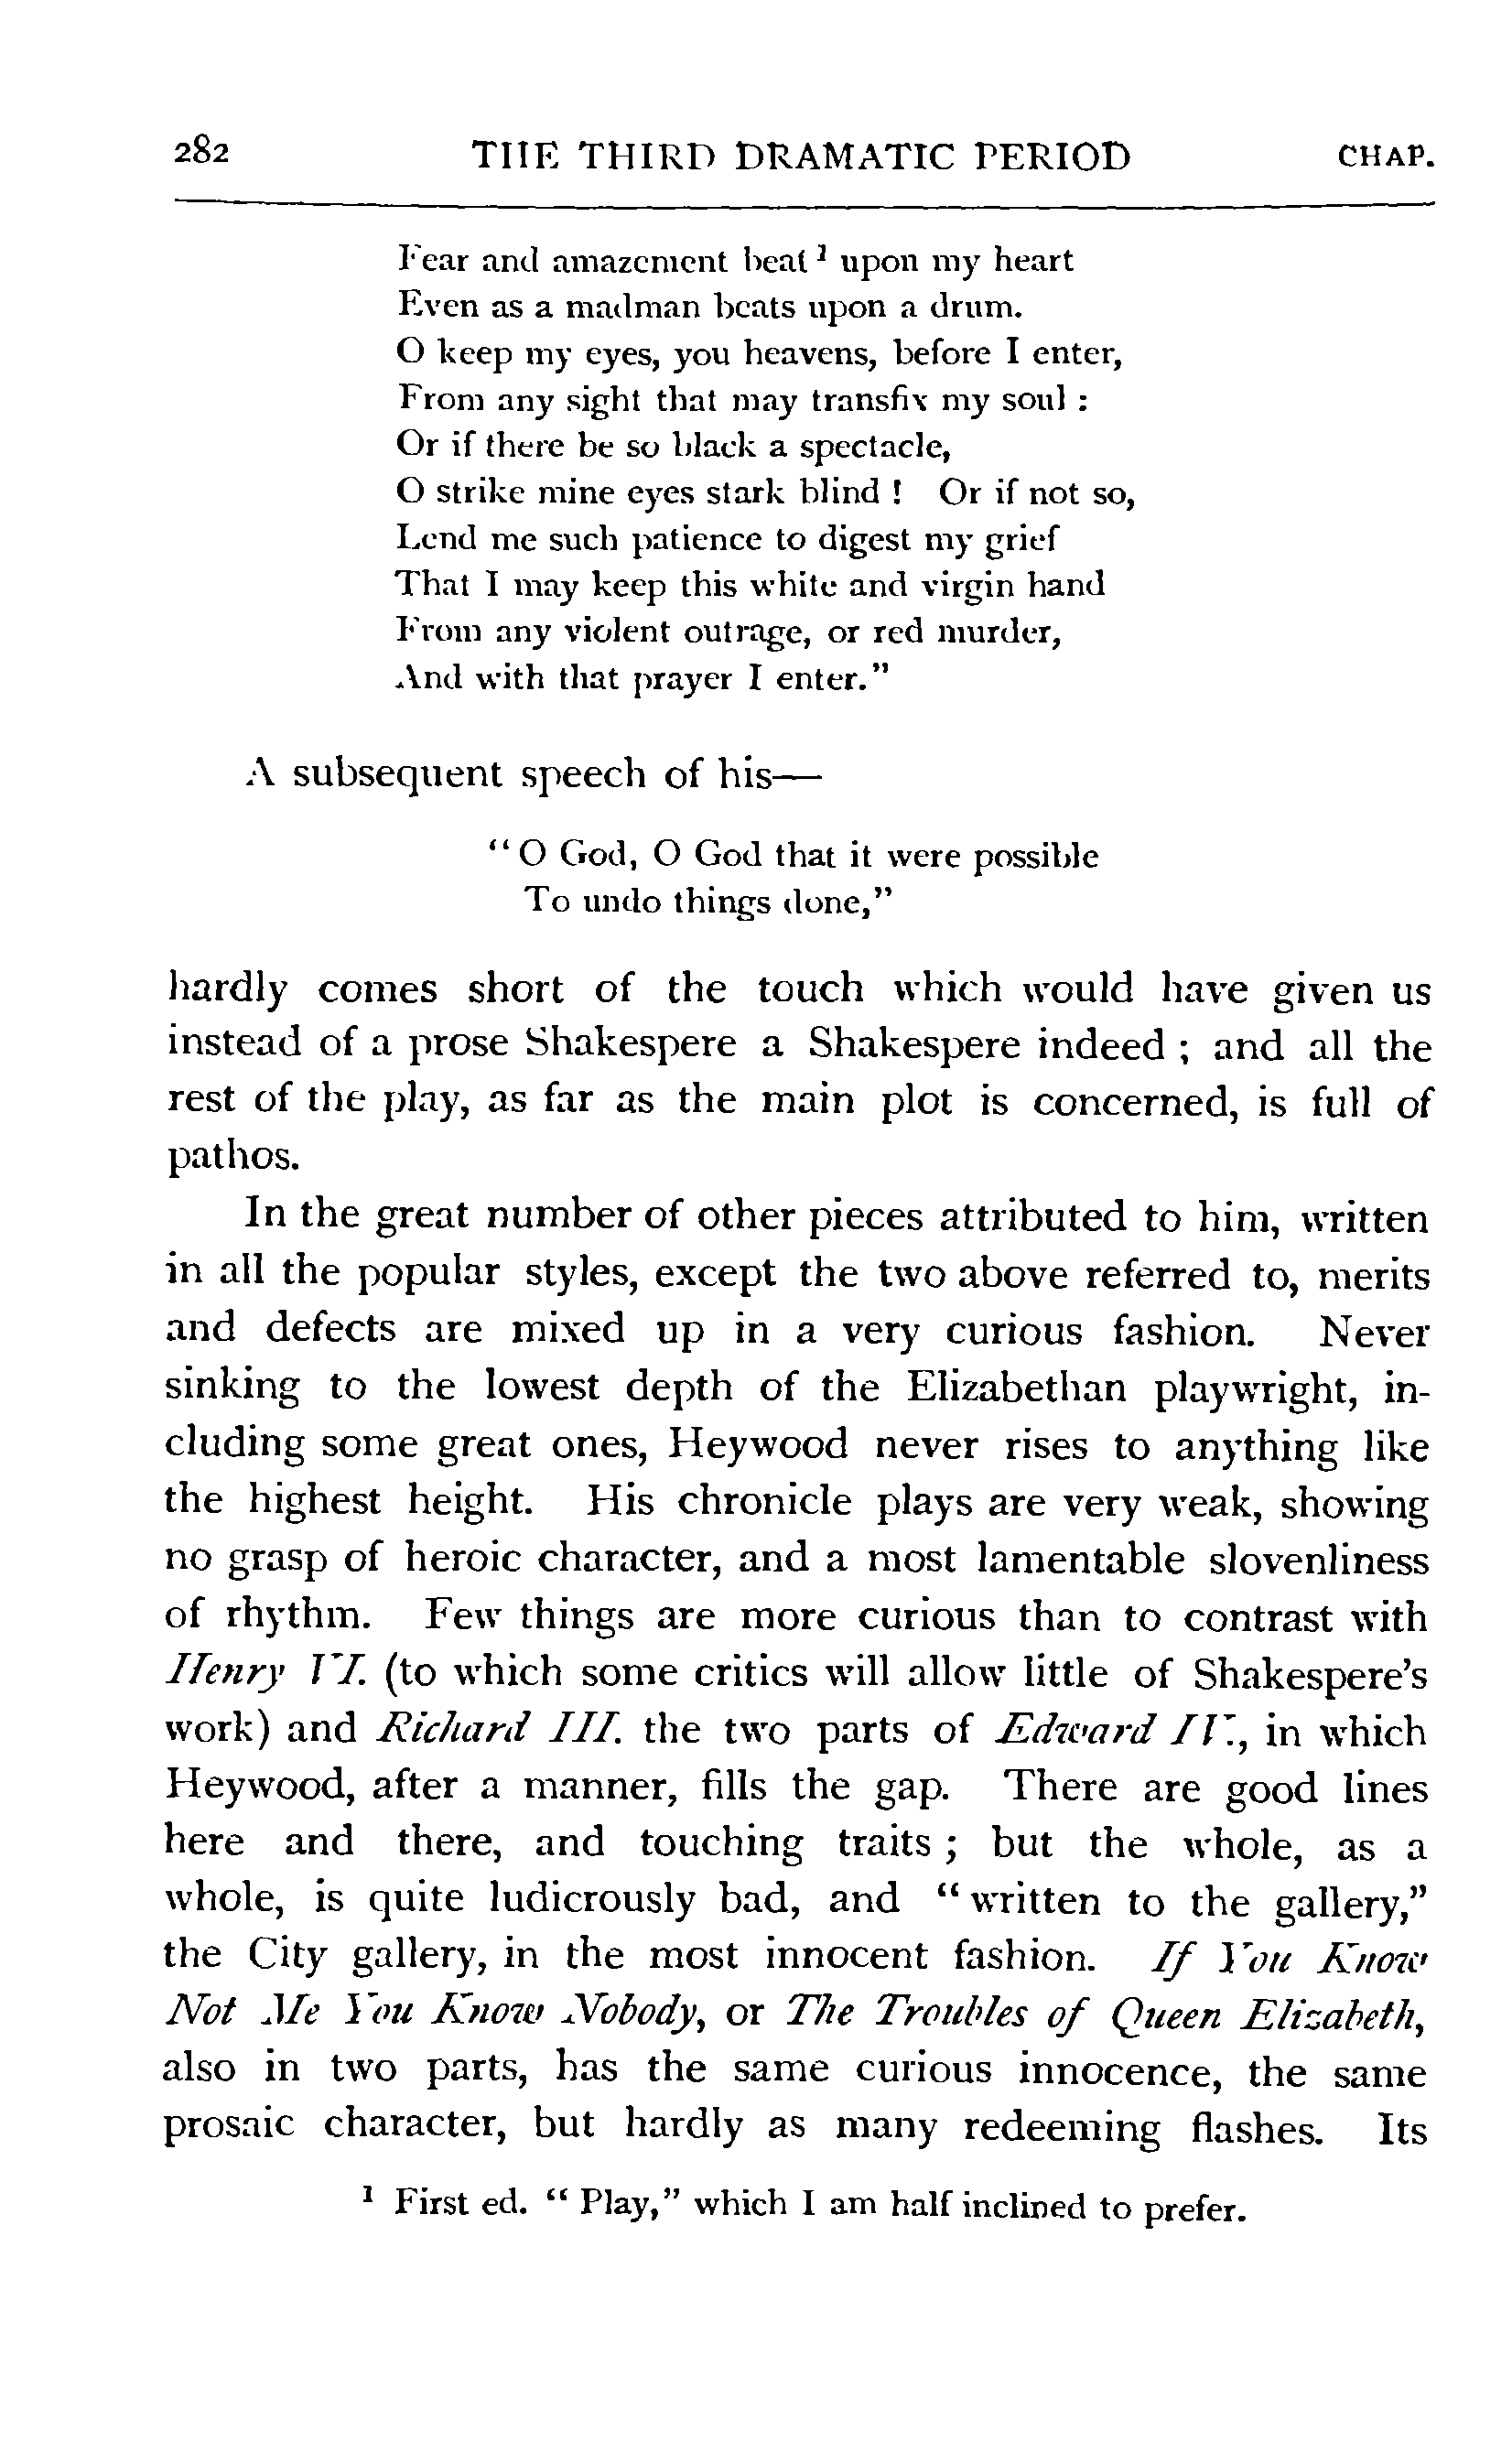 282 THE THIRD DRAMATIC PERIOD CHAP.
Fear and amazement beat¹ upon my heart
Even as a madman beats upon a drum.
O keep my eyes, you heavens, before I enter,
From any sight that may transfix my soul :
Or if there be so black a spectacle,
O strike mine eyes stark blind ! Or if not so,
Lend me such patience to digest my grief
That I may keep this white and virgin hand
From any violent outrage, or red murder,
And with that prayer I enter."
A subsequent speech of his—
"O God, O God that it were possible
To undo things done,"
hardly comes short of the touch which would have given us
instead of a prose Shakespere a Shakespere indeed ; and all the
rest of the play, as far as the main plot is concerned, is full of
pathos.
In the great number of other pieces attributed to him, written
in all the popular styles, except the two above referred to, merits
and defects are mixed up in a very curious fashion. Never
sinking to the lowest depth of the Elizabethan playwright, in-
cluding some great ones, Heywood never rises to anything like
the highest height. His chronicle plays are very weak, showing
no grasp of heroic character, and a most lamentable slovenliness
of rhythm. Few things are more curious than to contrast with
Henry VI. (to which some critics will allow little of Shakespere's
work) and Richard III. the two parts of Edward IV., in which
Heywood, after a manner, fills the gap. There are good lines
here and there, and touching traits ; but the whole, as a
whole, is quite ludicrously bad, and "written to the gallery,"
the City gallery, in the most innocent fashion. If You Know
Not Me You Know Nobody, or The Troubles of Queen Elizabeth,
also in two parts, has the same curious innocence, the same
prosaic character, but hardly as many redeeming flashes. Its
¹ First ed. "Play," which I am half inclined to prefer.